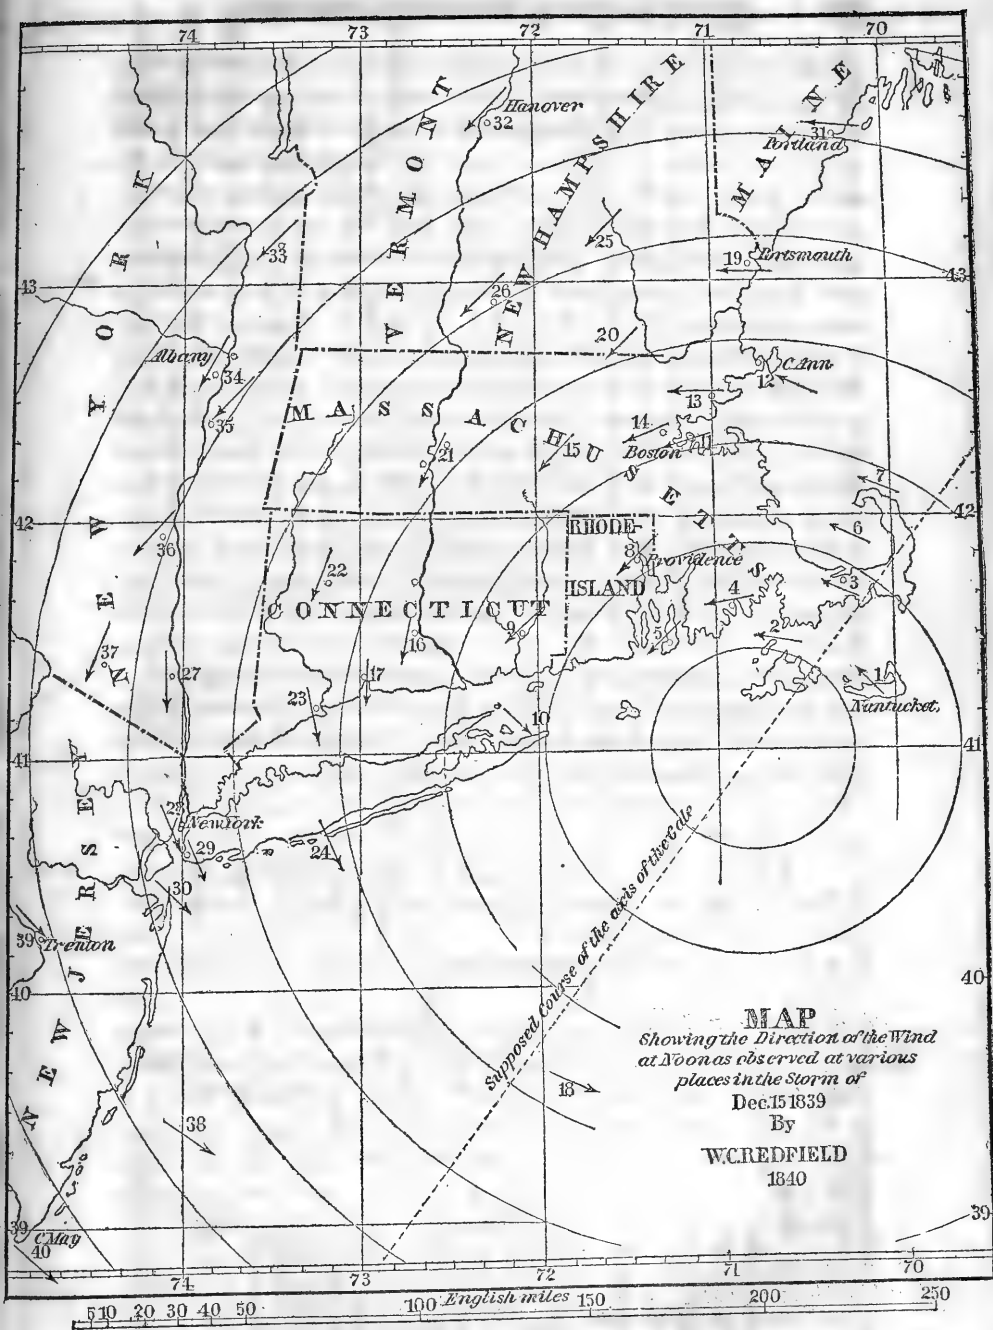 74 73 72 71 70
Hanover
32
31
Portland
NEW YORK
VERMONT
NEW HAMPSHIRE
MAINE
33
25
19
Portsmouth
43
43
26
20
Albany
34
35
C Ann
12
13
14
Boston
11
MASSACHUSETTS
21
15
7
42
42
6
36
RHODE
ISLAND
8
Providence
22
4
3
CONNECTICUT
9
16
5
2
37
27
17
23
1
Nantucket
10
41
41
28
New York
29
24
30
NEW JERSEY
39
Trenton
Supposed Course of the axis of the Gale
40
40
18
38
MAP
Showing the Direction of the Wind
at Noon as observed at various
places in the Storm of
Dec.15 1839
By
W.C.REDFIELD
1840
39
39
C May
40
74 73 72 71 70
English miles
5 10 20 30 40 50 100 150 200 250